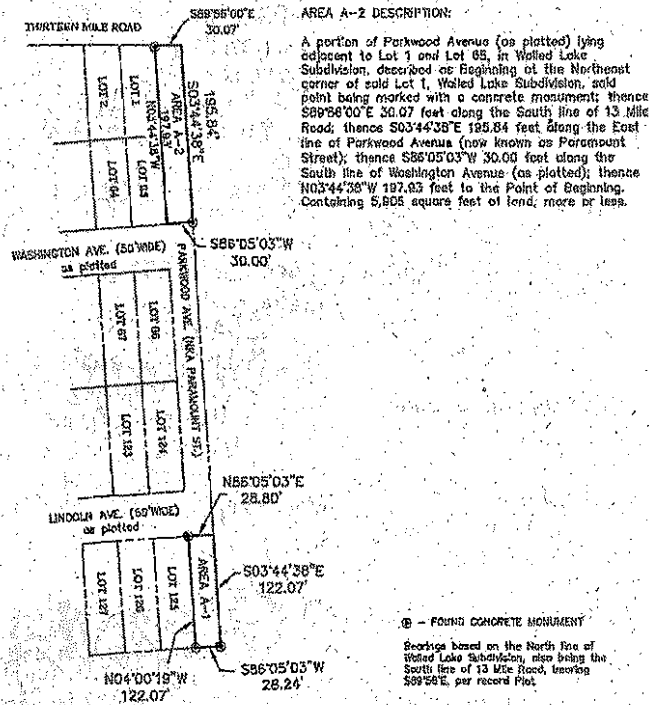 S89°56'00"E
30.07'
THIRTEEN MILE ROAD
LOT 2
LOT 1
N03°44'38"W
197.93'
AREA A-2
S03°44'38"E
195.84'
LOT 64
LOT 65
WASHINGTON AVE. (50'WIDE)
as platted
S86°05'03"W
30.00'
PARKWOOD AVE. (NKA PARAMOUNT ST.)
LOT 67
LOT 66
LOT 123
LOT 124
N86°05'03"E
28.80'
LINCOLN AVE. (50'WIDE)
as platted
LOT 127
LOT 126
LOT 125
AREA A-1
S03°44'38"E
122.07'
N04°00'19"W
122.07'
S86°05'03"W
28.24'
AREA A-2 DESCRIPTION:
A portion of Parkwood Avenue (as platted) lying
adjacent to Lot 1 and Lot 65, in Walled Lake
Subdivision, described as Beginning at the Northeast
corner of said Lot 1, Walled Lake Subdivision, said
point being marked with a concrete monument; thence
S89°56'00"E 30.07 feet along the South line of 13 Mile
Road; thence S03°44'38"E 195.84 feet along the East
line of Parkwood Avenue (now known as Paramount
Street); thence S86°05'03"W 30.00 feet along the
South line of Washington Avenue (as platted); thence
N03°44'38"W 197.93 feet to the Point of Beginning.
Containing 5,905 square feet of land, more or less.
⊕ - FOUND CONCRETE MONUMENT
Bearings based on the North line of
Walled Lake Subdivision, also being the
South line of 13 Mile Road, bearing
S89°56'E, per record Plat.